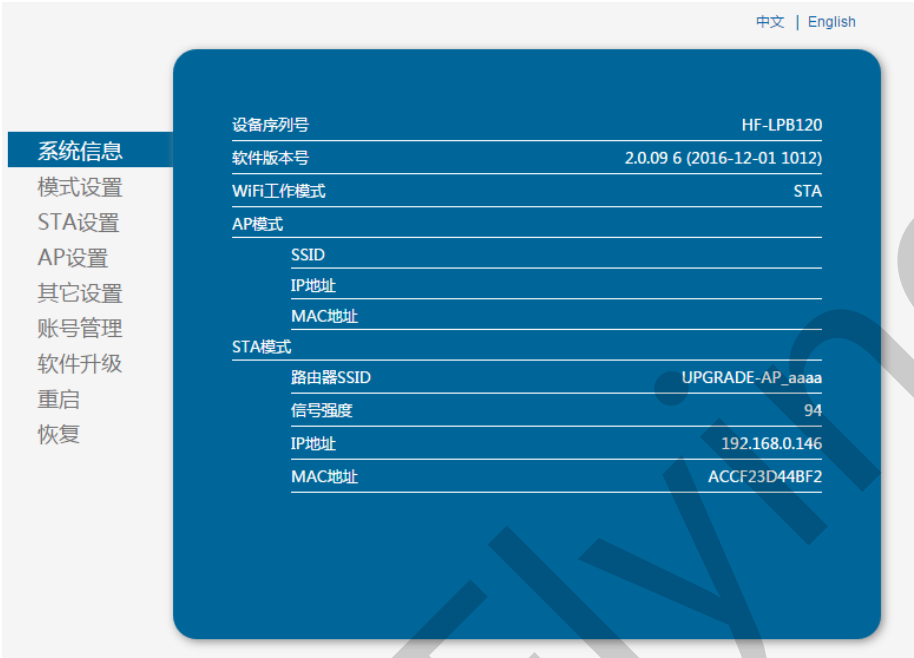 中文 | English
系统信息
模式设置
STA设置
AP设置
其它设置
账号管理
软件升级
重启
恢复
设备序列号 HF-LPB120
软件版本号 2.0.09 6 (2016-12-01 1012)
WiFi工作模式 STA
AP模式
SSID
IP地址
MAC地址
STA模式
路由器SSID UPGRADE-AP_aaaa
信号强度 94
IP地址 192.168.0.146
MAC地址 ACCF23D44BF2